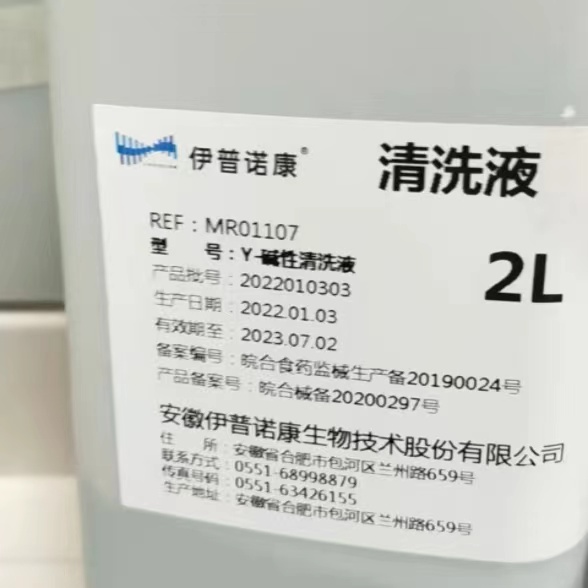 伊普诺康®
清洗液
2L
REF：MR01107
型 号：Y-碱性清洗液
产品批号：2022010303
生产日期：2022.01.03
有效期至：2023.07.02
备案编号：皖合食药监械生产备20190024号
产品备案号：皖合械备20200297号
安徽伊普诺康生物技术股份有限公司
住 所：安徽省合肥市包河区兰州路659号
联系方式：0551-68998879
传真号码：0551-63426155
生产地址：安徽省合肥市包河区兰州路659号